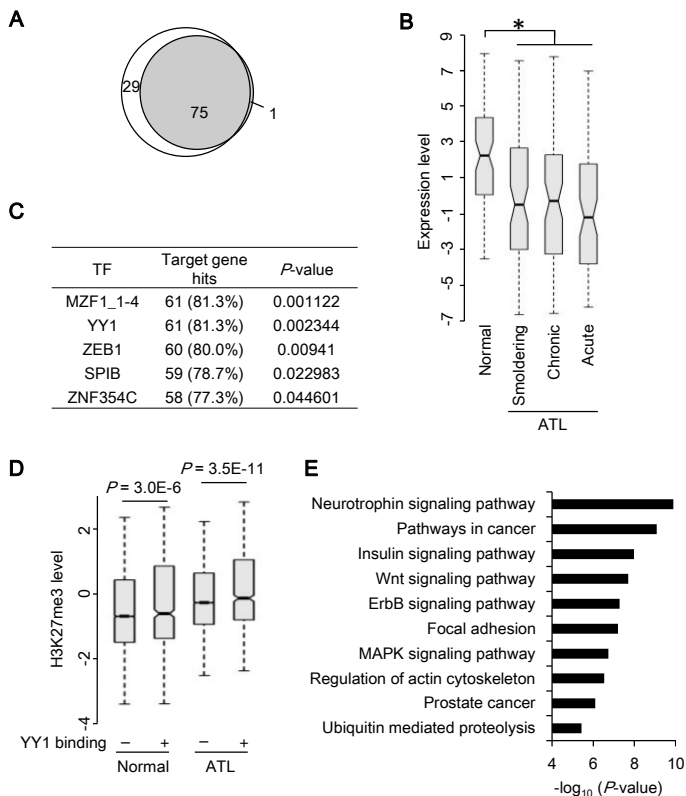 A
29
75
1
B
*
Expression level
9
7
5
3
1
-1
-3
-5
-7
Normal
Smoldering
Chronic
Acute
ATL
C
TF Target gene hits P-value
MZF1_1-4 61 (81.3%) 0.001122
YY1 61 (81.3%) 0.002344
ZEB1 60 (80.0%) 0.00941
SPIB 59 (78.7%) 0.022983
ZNF354C 58 (77.3%) 0.044601
D
P = 3.0E-6
P = 3.5E-11
H3K27me3 level
2
0
-2
-4
YY1 binding – + – +
Normal ATL
E
Neurotrophin signaling pathway
Pathways in cancer
Insulin signaling pathway
Wnt signaling pathway
ErbB signaling pathway
Focal adhesion
MAPK signaling pathway
Regulation of actin cytoskeleton
Prostate cancer
Ubiquitin mediated proteolysis
4 6 8 10
-log10 (P-value)